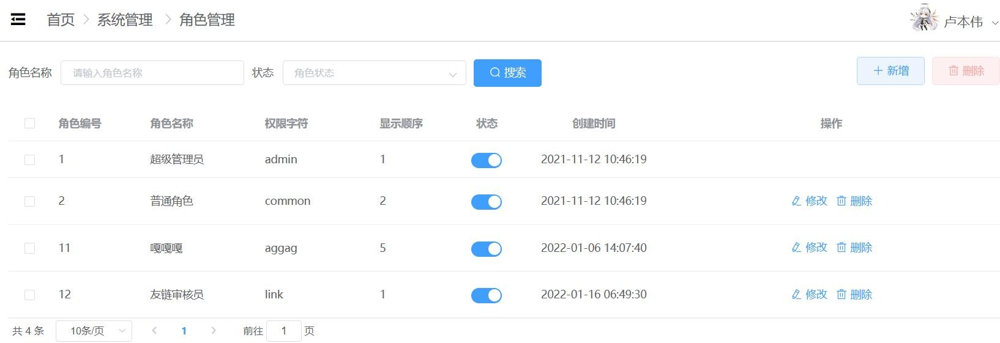 首页 系统管理 角色管理 卢本伟
角色名称 请输入角色名称 状态 角色状态 搜索 新增 删除
角色编号 角色名称 权限字符 显示顺序 状态 创建时间 操作
1 超级管理员 admin 1 2021-11-12 10:46:19
2 普通角色 common 2 2021-11-12 10:46:19 修改 删除
11 嘎嘎嘎 aggag 5 2022-01-06 14:07:40 修改 删除
12 友链审核员 link 1 2022-01-16 06:49:30 修改 删除
共 4 条 10条/页 1 前往 1 页